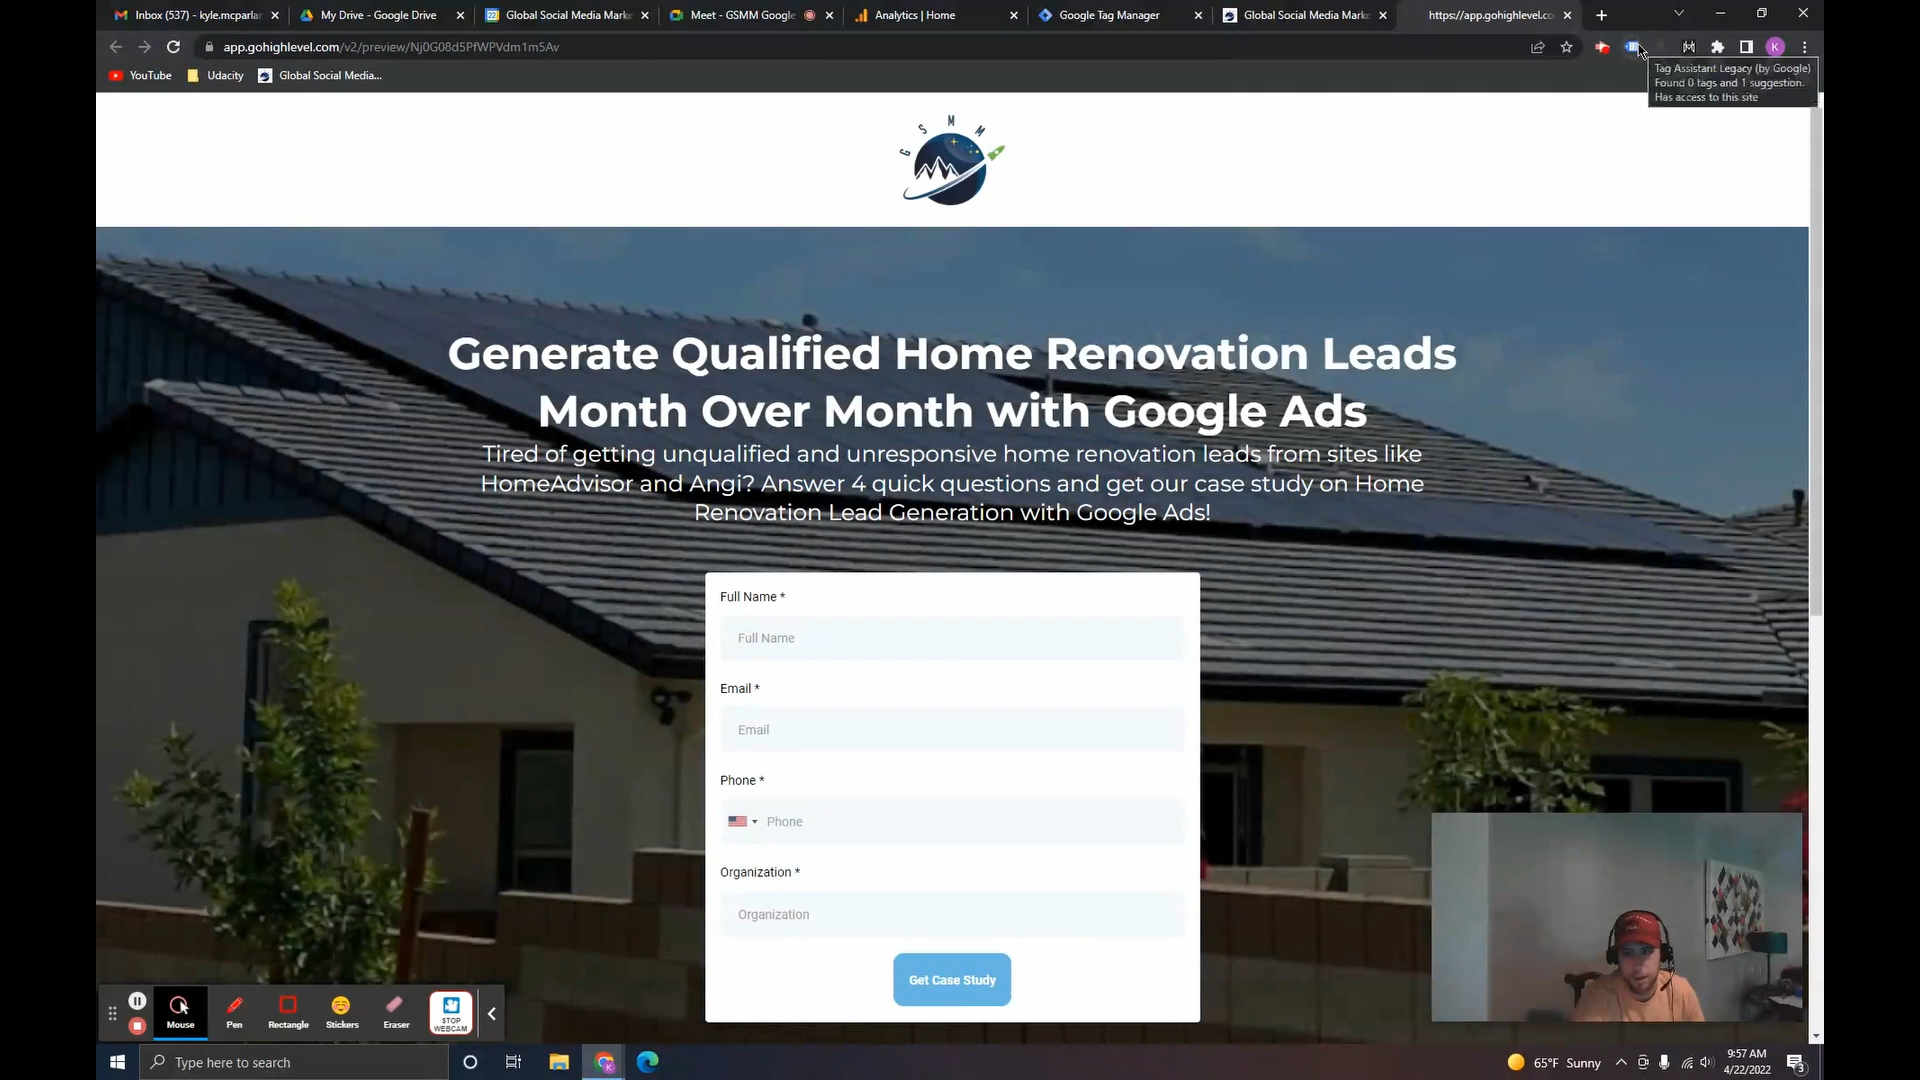 Inbox (537) - kyle.mcparlan
My Drive - Google Drive
Global Social Media Marke
Meet - GSMM Google
Analytics | Home
Google Tag Manager
Global Social Media Marke
https://app.gohighlevel.co
app.gohighlevel.com/v2/preview/Nj0G08d5PfWPVdm1m5Av
K
YouTube
Udacity
Global Social Media...
Tag Assistant Legacy (by Google)
Found 0 tags and 1 suggestion.
Has access to this site
G S M M
Generate Qualified Home Renovation Leads
Month Over Month with Google Ads
Tired of getting unqualified and unresponsive home renovation leads from sites like
HomeAdvisor and Angi? Answer 4 quick questions and get our case study on Home
Renovation Lead Generation with Google Ads!
Full Name *
Full Name
Email *
Email
Phone *
Phone
Organization *
Organization
Get Case Study
Mouse
Pen
Rectangle
Stickers
Eraser
STOP
WEBCAM
Type here to search
65°F Sunny
9:57 AM
4/22/2022
3